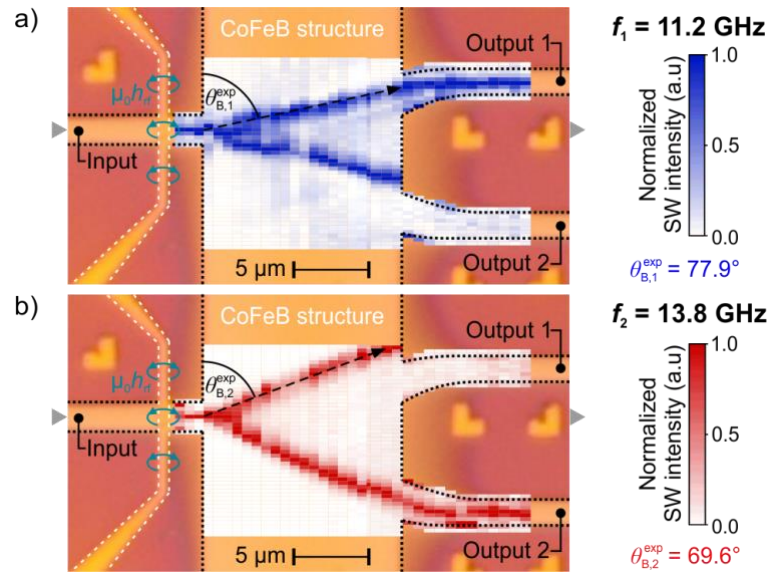 a)
CoFeB structure
Output 1
μ₀hrf
θB,1exp
Input
5 μm
Output 2
f₁ = 11.2 GHz
Normalized
SW intensity (a.u)
1.0
0.5
0.0
θB,1exp = 77.9°
b)
CoFeB structure
Output 1
μ₀hrf
θB,2exp
Input
5 μm
Output 2
f₂ = 13.8 GHz
Normalized
SW intensity (a.u)
1.0
0.5
0.0
θB,2exp = 69.6°